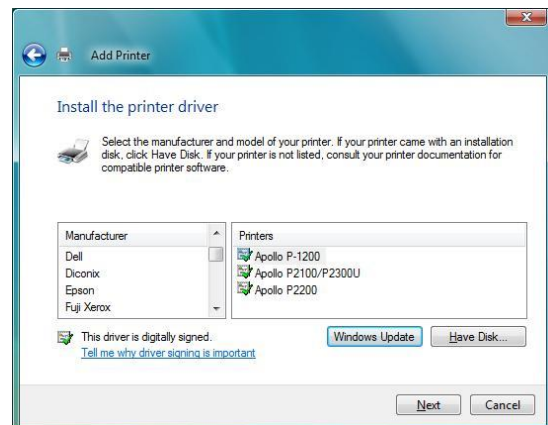 Add Printer
Install the printer driver
Select the manufacturer and model of your printer. If your printer came with an installation
disk, click Have Disk. If your printer is not listed, consult your printer documentation for
compatible printer software.
Manufacturer
Dell
Diconix
Epson
Fuji Xerox
Printers
Apollo P-1200
Apollo P2100/P2300U
Apollo P2200
This driver is digitally signed.
Tell me why driver signing is important
Windows Update
Have Disk...
Next
Cancel